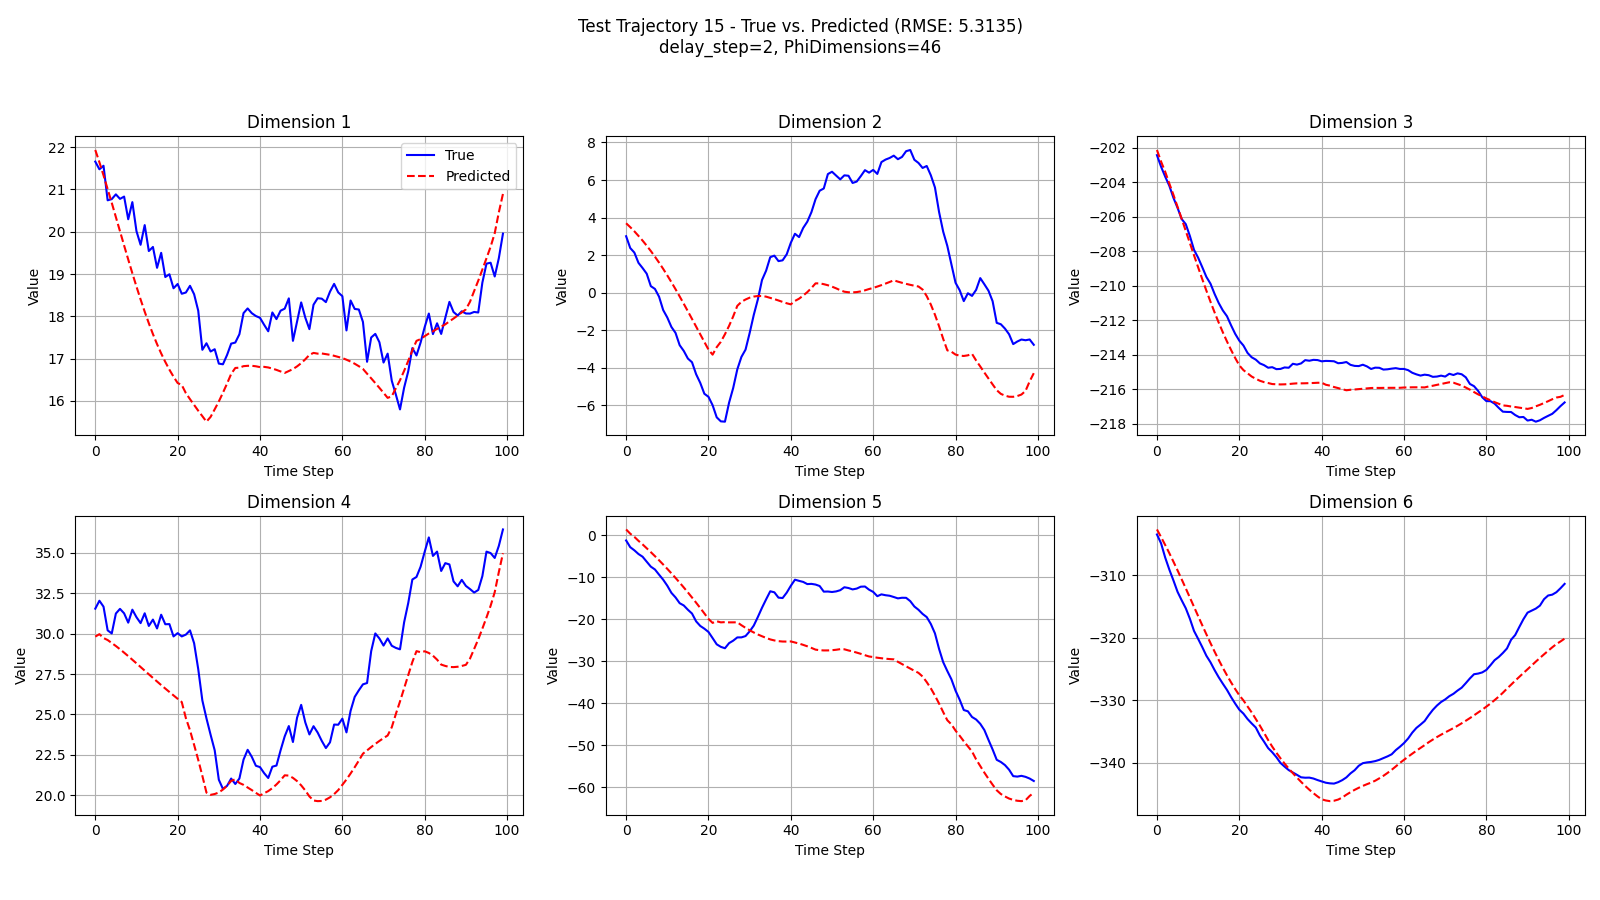 Test Trajectory 15 - True vs. Predicted (RMSE: 5.3135)
delay_step=2, PhiDimensions=46
Dimension 1
Value
22
21
20
19
18
17
16
0 20 40 60 80 100
Time Step
True
Predicted
Dimension 2
Value
8
6
4
2
0
−2
−4
−6
0 20 40 60 80 100
Time Step
Dimension 3
Value
−202
−204
−206
−208
−210
−212
−214
−216
−218
0 20 40 60 80 100
Time Step
Dimension 4
Value
35.0
32.5
30.0
27.5
25.0
22.5
20.0
0 20 40 60 80 100
Time Step
Dimension 5
Value
0
−10
−20
−30
−40
−50
−60
0 20 40 60 80 100
Time Step
Dimension 6
Value
−310
−320
−330
−340
0 20 40 60 80 100
Time Step